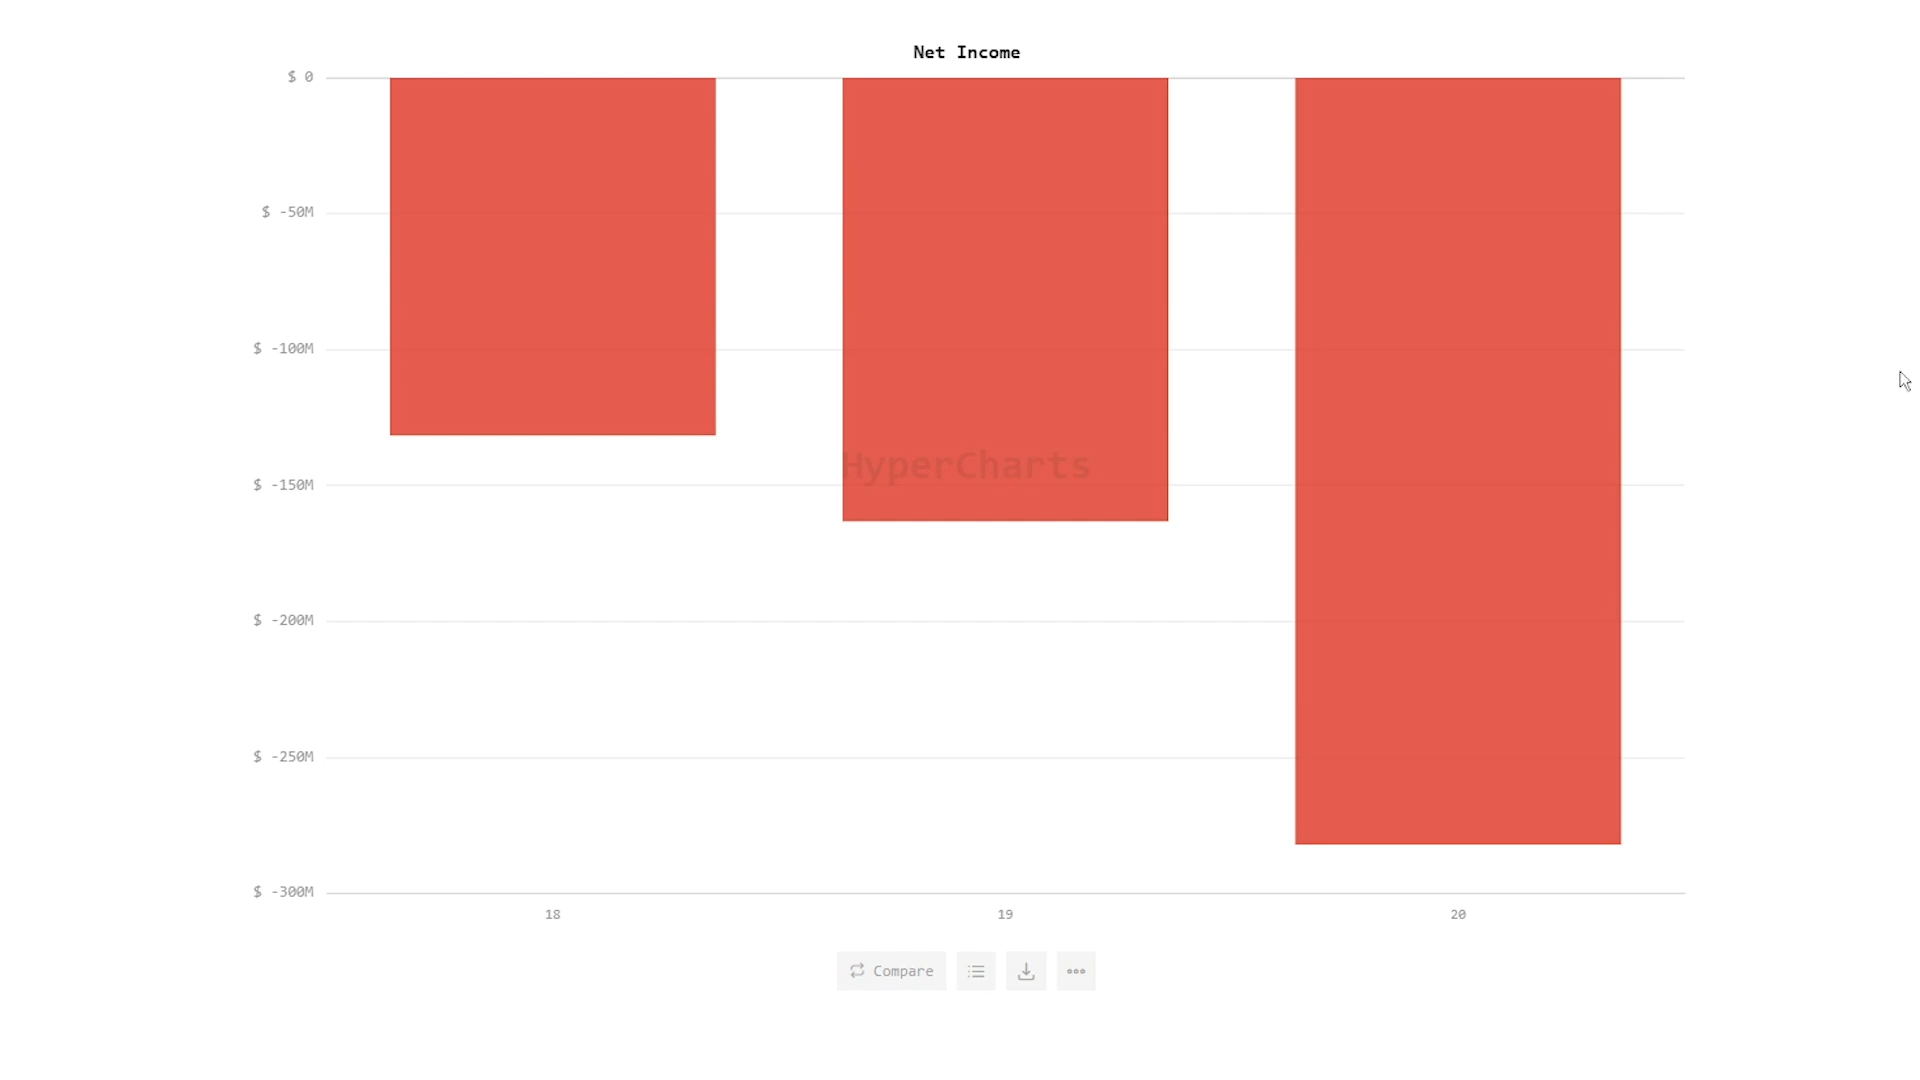 Net Income
$ 0
$ -50M
$ -100M
$ -150M
$ -200M
$ -250M
$ -300M
HyperCharts
18 19 20
Compare